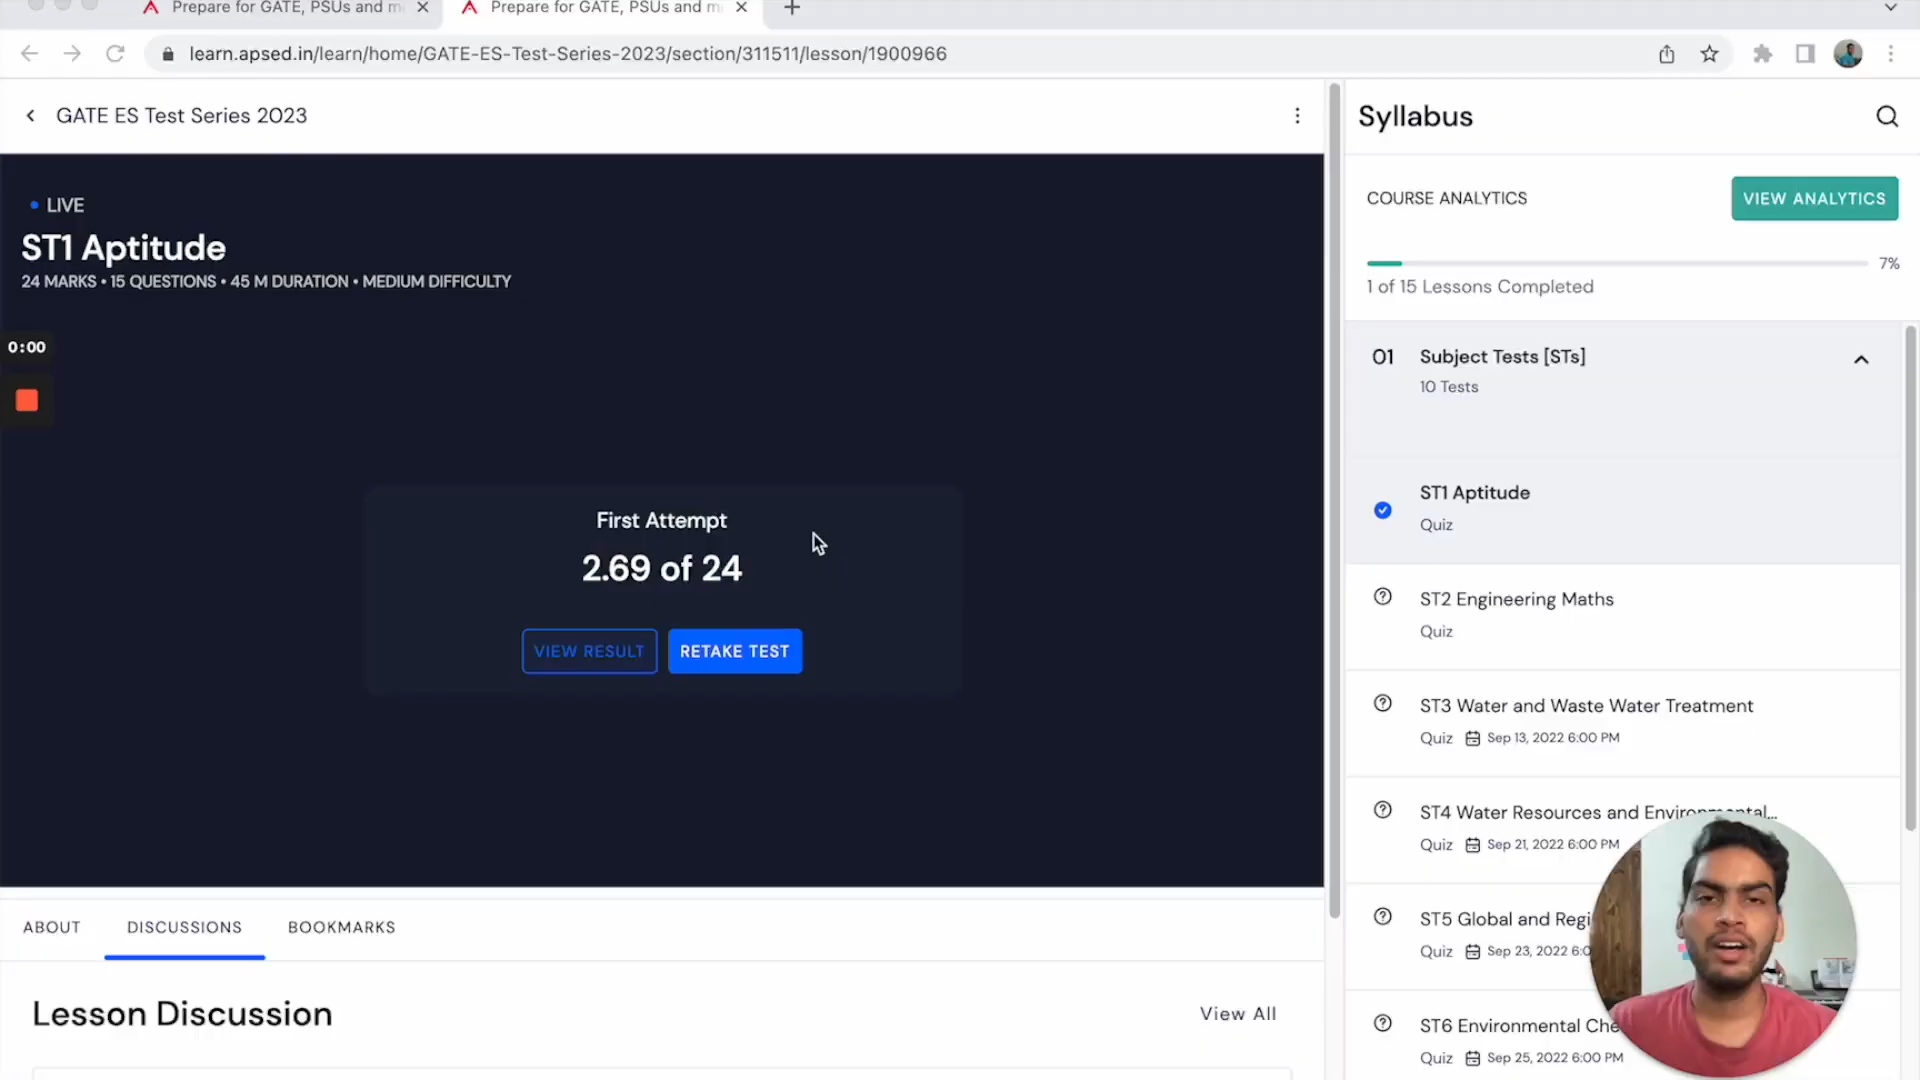 Prepare for GATE, PSUs and m
Prepare for GATE, PSUs and m
learn.apsed.in/learn/home/GATE-ES-Test-Series-2023/section/311511/lesson/1900966
GATE ES Test Series 2023
LIVE
ST1 Aptitude
24 MARKS • 15 QUESTIONS • 45 M DURATION • MEDIUM DIFFICULTY
0:00
First Attempt
2.69 of 24
VIEW RESULT
RETAKE TEST
ABOUT
DISCUSSIONS
BOOKMARKS
Lesson Discussion
View All
Syllabus
COURSE ANALYTICS
VIEW ANALYTICS
7%
1 of 15 Lessons Completed
01
Subject Tests [STs]
10 Tests
ST1 Aptitude
Quiz
ST2 Engineering Maths
Quiz
ST3 Water and Waste Water Treatment
Quiz Sep 13, 2022 6:00 PM
ST4 Water Resources and Environmental...
Quiz Sep 21, 2022 6:00 PM
ST5 Global and Regi
Quiz Sep 23, 2022 6:0
ST6 Environmental Che
Quiz Sep 25, 2022 6:00 PM